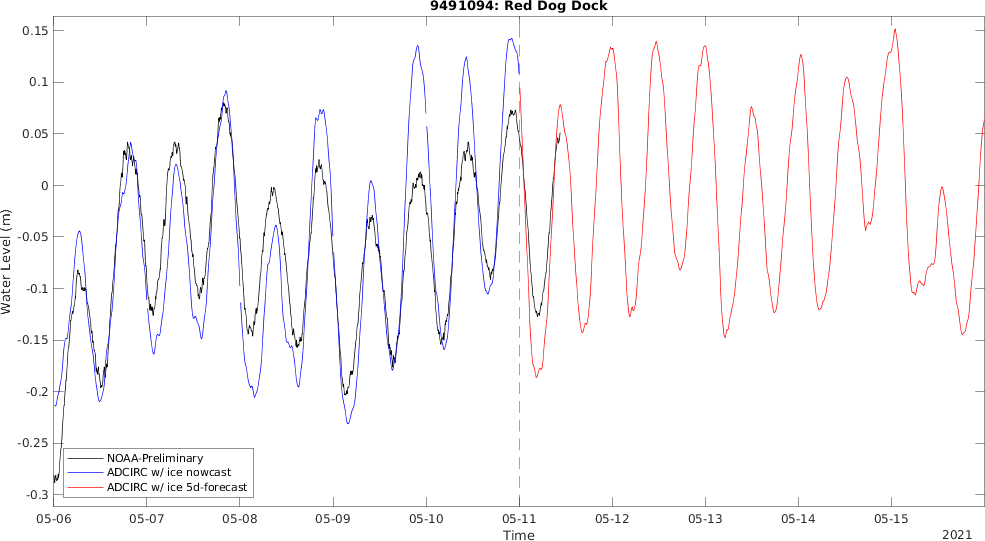 9491094: Red Dog Dock
Water Level (m)
0.15
0.1
0.05
0
-0.05
-0.1
-0.15
-0.2
-0.25
-0.3
NOAA-Preliminary
ADCIRC w/ ice nowcast
ADCIRC w/ ice 5d-forecast
05-06 05-07 05-08 05-09 05-10 05-11 05-12 05-13 05-14 05-15
Time
2021